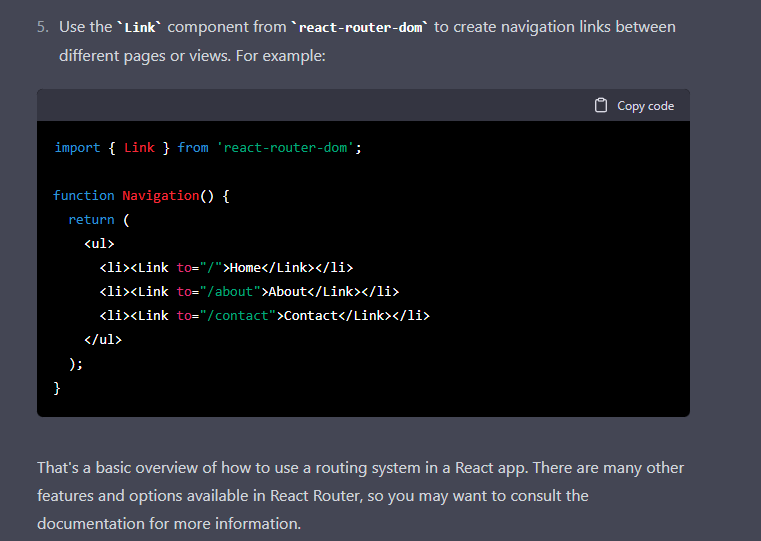 5. Use the `Link` component from `react-router-dom` to create navigation links between
different pages or views. For example:
Copy code
import { Link } from 'react-router-dom';
function Navigation() {
  return (
    <ul>
      <li><Link to="/">Home</Link></li>
      <li><Link to="/about">About</Link></li>
      <li><Link to="/contact">Contact</Link></li>
    </ul>
  );
}
That's a basic overview of how to use a routing system in a React app. There are many other
features and options available in React Router, so you may want to consult the
documentation for more information.